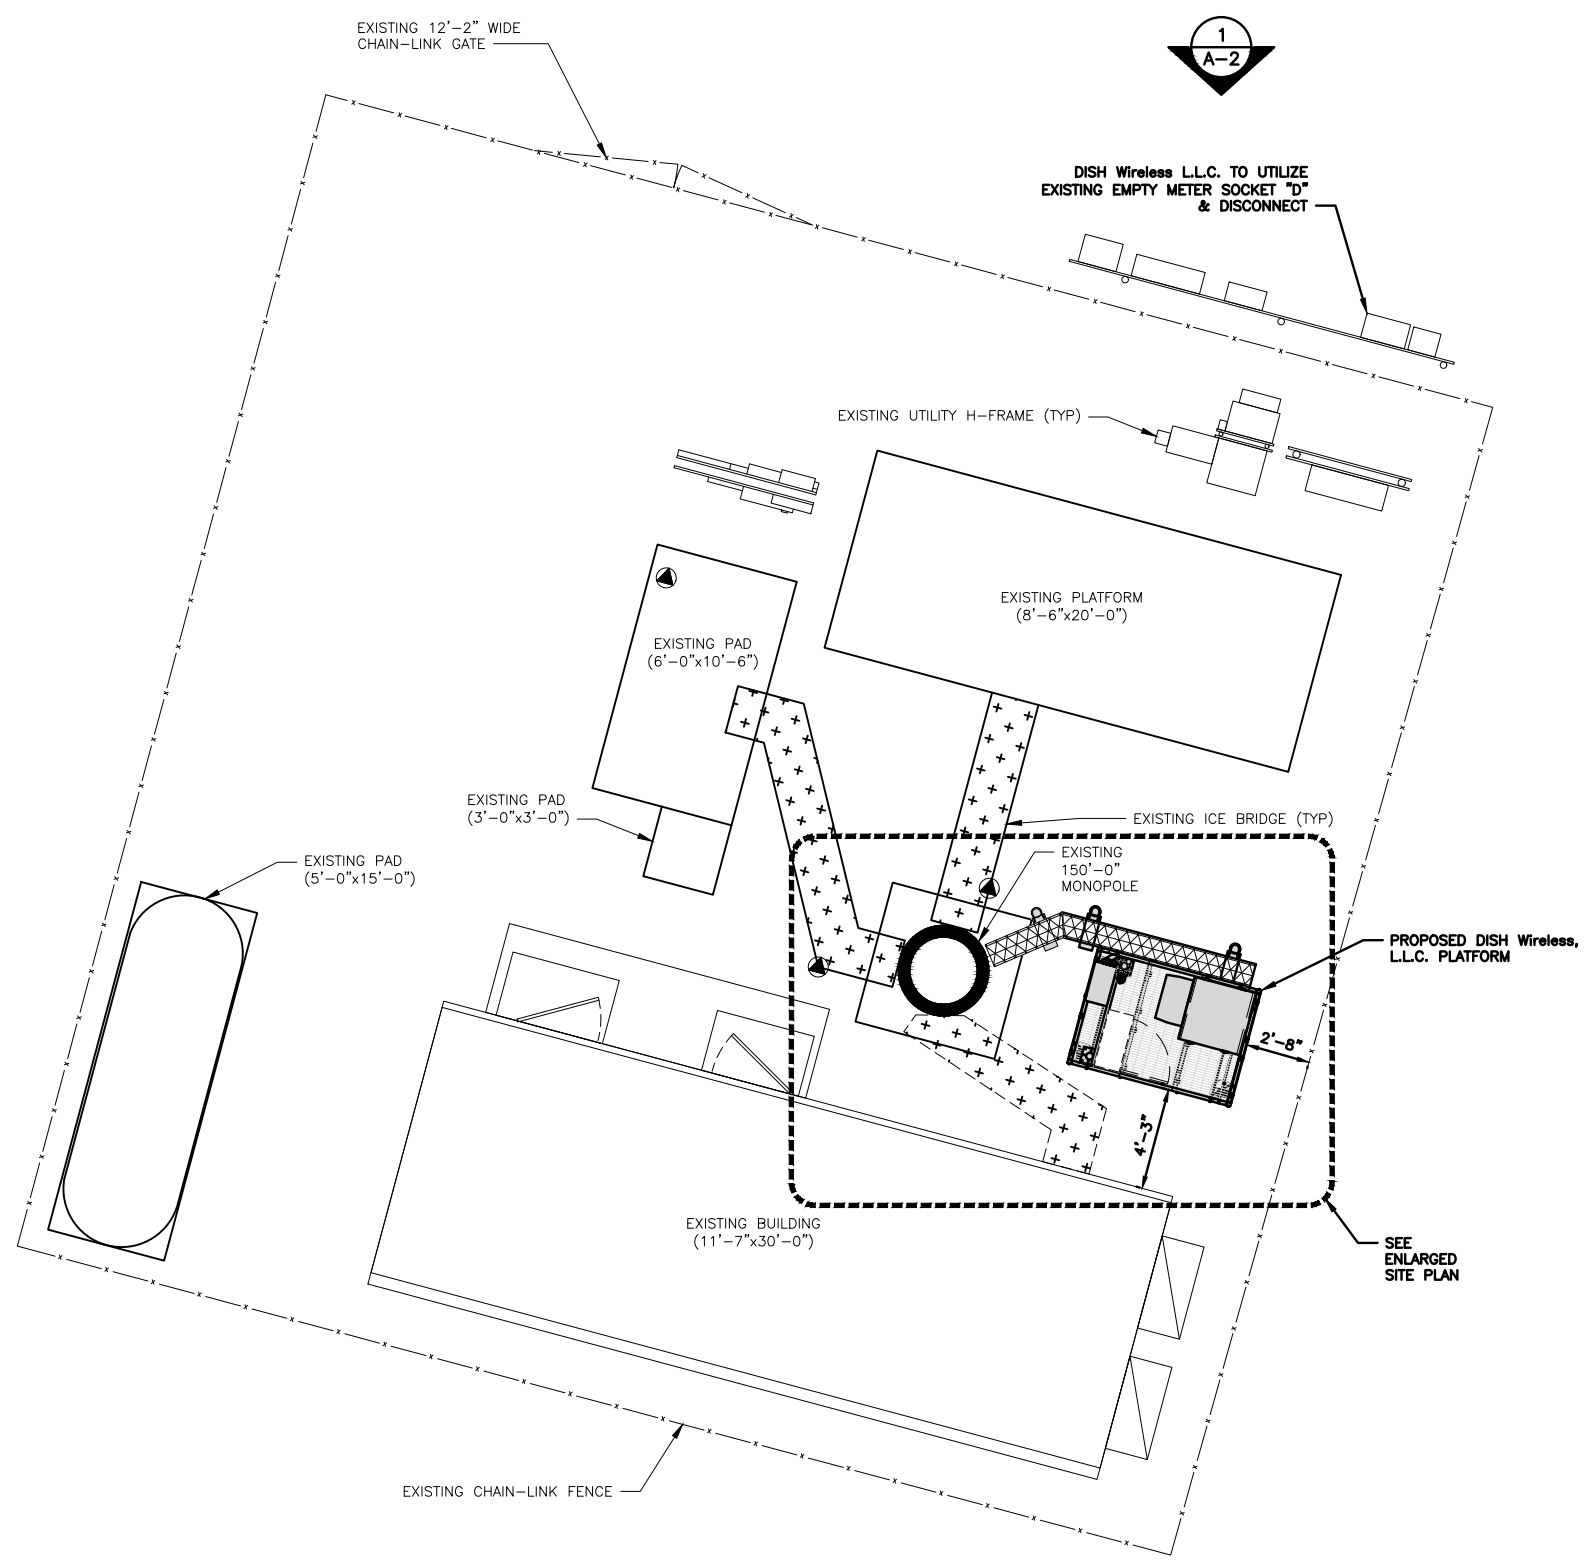 EXISTING 12'-2" WIDE
CHAIN-LINK GATE
1
A-2
DISH Wireless L.L.C. TO UTILIZE
EXISTING EMPTY METER SOCKET "D"
& DISCONNECT
EXISTING UTILITY H-FRAME (TYP)
EXISTING PLATFORM
(8'-6"x20'-0")
EXISTING PAD
(6'-0"x10'-6")
EXISTING PAD
(3'-0"x3'-0")
EXISTING ICE BRIDGE (TYP)
EXISTING
150'-0"
MONOPOLE
EXISTING PAD
(5'-0"x15'-0")
PROPOSED DISH Wireless,
L.L.C. PLATFORM
2'-8"
4'-3"
EXISTING BUILDING
(11'-7"x30'-0")
SEE
ENLARGED
SITE PLAN
EXISTING CHAIN-LINK FENCE